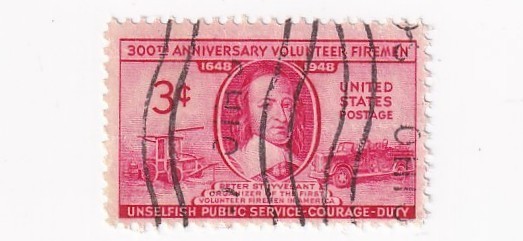 300TH ANNIVERSARY VOLUNTEER FIREMEN
1648 1948
3¢
UNITED
STATES
POSTAGE
PETER STUYVESANT
ORGANIZER OF THE FIRST
VOLUNTEER FIREMEN IN AMERICA
UNSELFISH PUBLIC SERVICE-COURAGE-DUTY